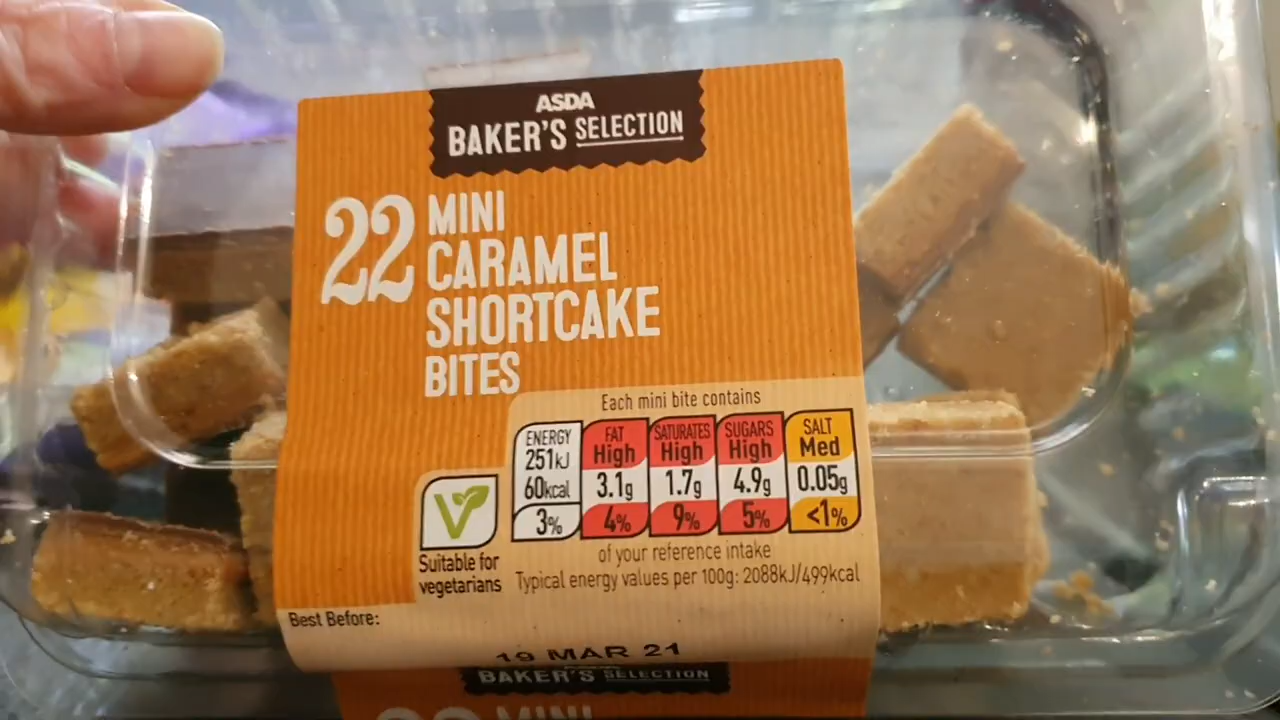 ASDA
BAKER'S SELECTION
22 MINI
CARAMEL
SHORTCAKE
BITES
Each mini bite contains
ENERGY 251kJ 60kcal 3%
FAT High 3.1g 4%
SATURATES High 1.7g 9%
SUGARS High 4.9g 5%
SALT Med 0.05g <1%
of your reference intake
Typical energy values per 100g: 2088kJ/499kcal
V
Suitable for
vegetarians
Best Before:
19 MAR 21
BAKER'S SELECTION
22 MINI